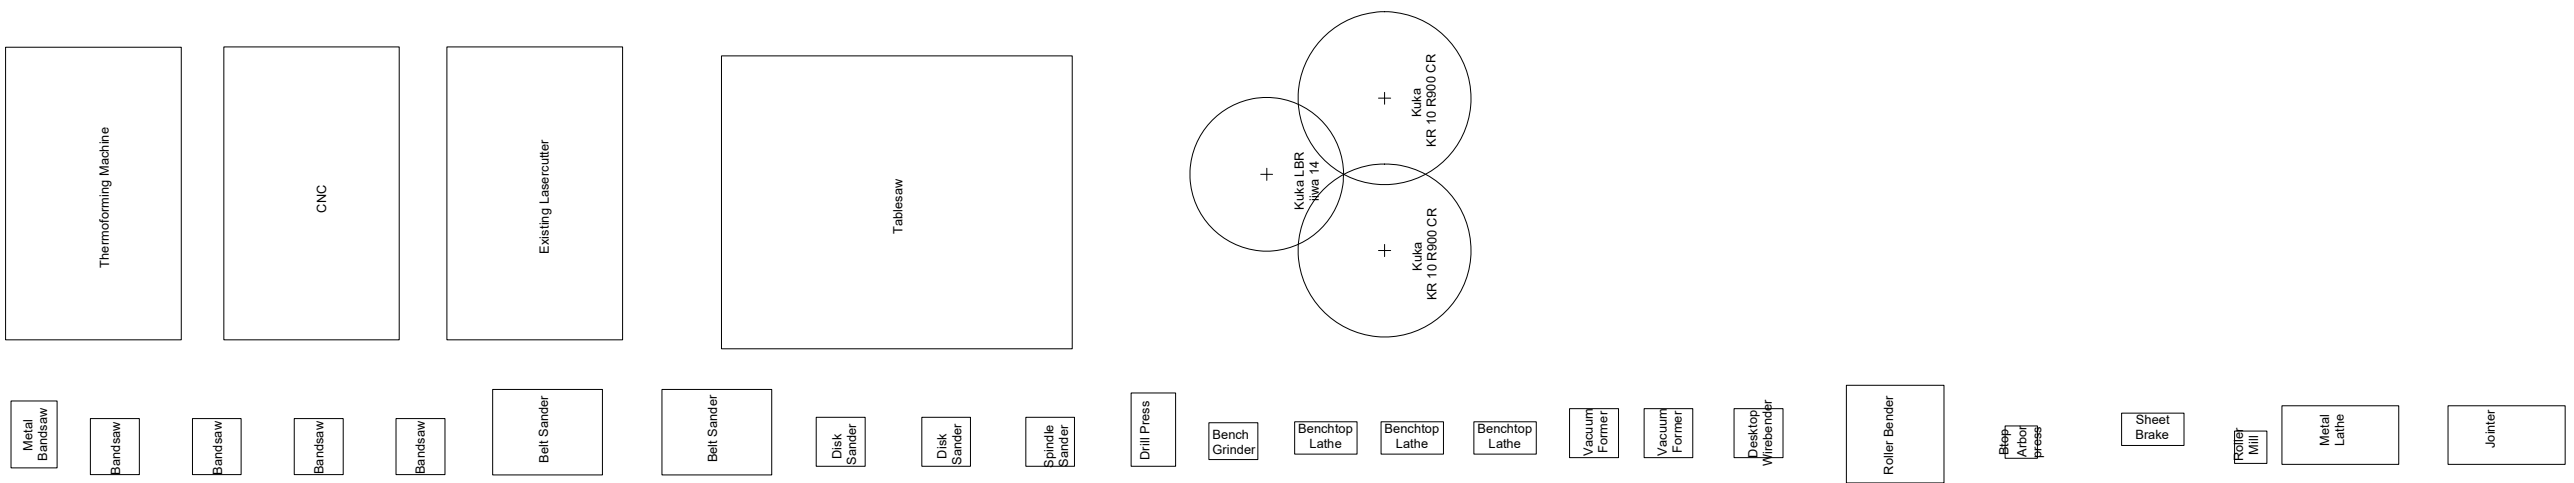 Thermoforming Machine
CNC
Existing Lasercutter
Tablesaw
Kuka LBR
iiwa 14
Kuka
KR 10 R900 CR
Kuka
KR 10 R900 CR
Metal
Bandsaw
Bandsaw
Bandsaw
Bandsaw
Bandsaw
Belt Sander
Belt Sander
Disk
Sander
Disk
Sander
Spindle
Sander
Drill Press
Bench
Grinder
Benchtop
Lathe
Benchtop
Lathe
Benchtop
Lathe
Vacuum
Former
Vacuum
Former
Desktop
Wirebender
Roller Bender
Btop
Arbor
press
Sheet
Brake
Roller
Mill
Metal
Lathe
Jointer